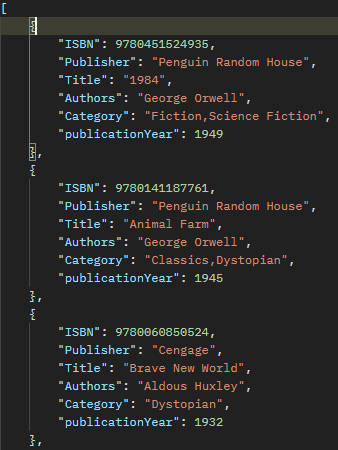 [
{
"ISBN": 9780451524935,
"Publisher": "Penguin Random House",
"Title": "1984",
"Authors": "George Orwell",
"Category": "Fiction,Science Fiction",
"publicationYear": 1949
},
{
"ISBN": 9780141187761,
"Publisher": "Penguin Random House",
"Title": "Animal Farm",
"Authors": "George Orwell",
"Category": "Classics,Dystopian",
"publicationYear": 1945
},
{
"ISBN": 9780060850524,
"Publisher": "Cengage",
"Title": "Brave New World",
"Authors": "Aldous Huxley",
"Category": "Dystopian",
"publicationYear": 1932
},